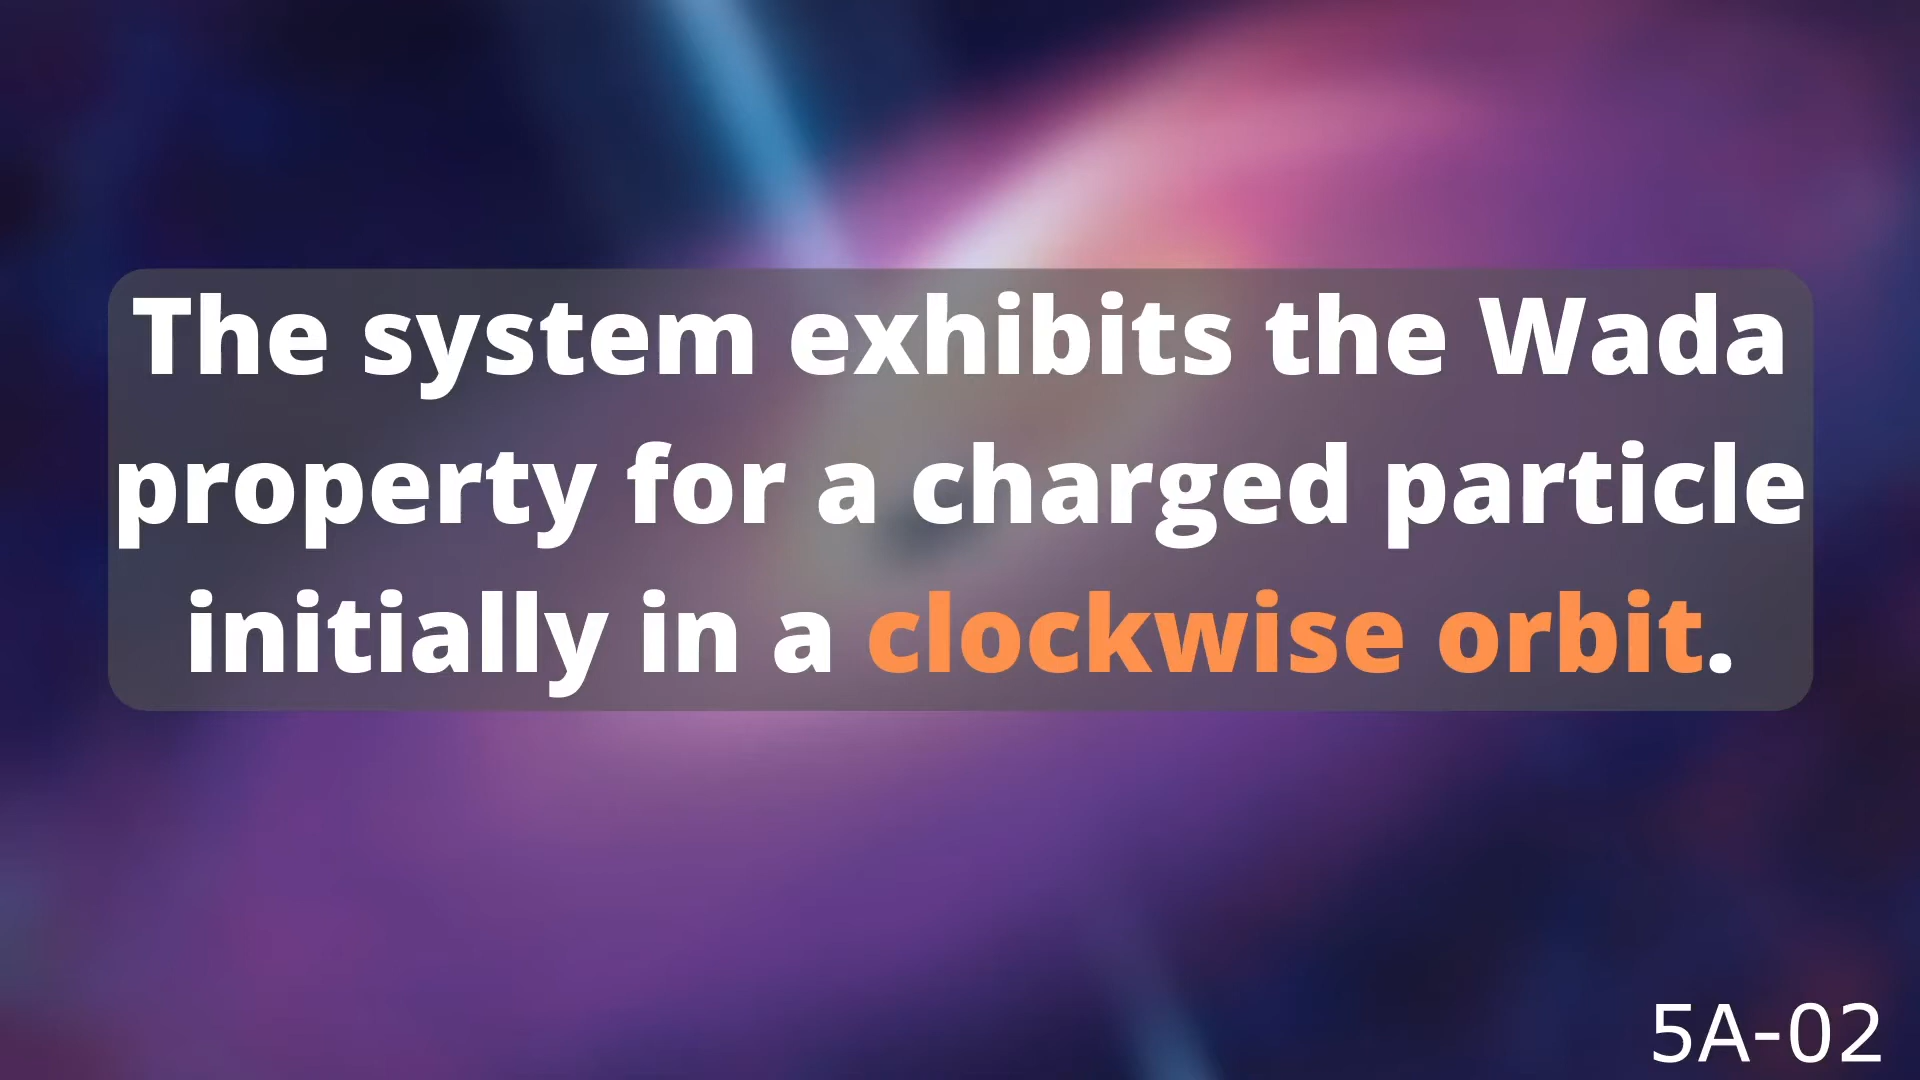 The system exhibits the Wada
property for a charged particle
initially in a clockwise orbit.
5A-02